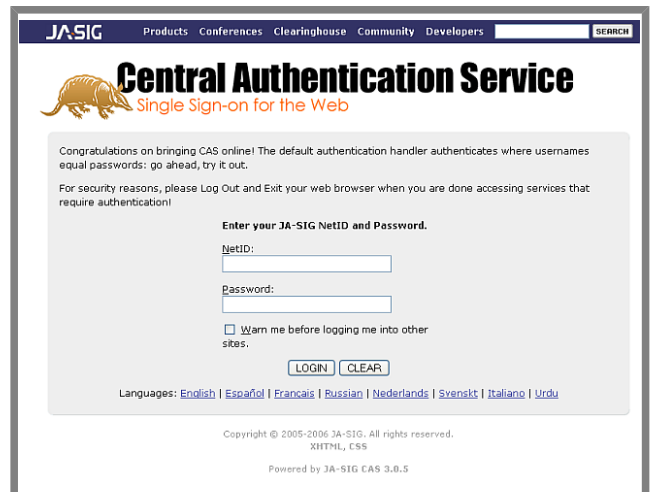 JA-SIG Products Conferences Clearinghouse Community Developers SEARCH
Central Authentication Service
Single Sign-on for the Web
Congratulations on bringing CAS online! The default authentication handler authenticates where usernames
equal passwords: go ahead, try it out.
For security reasons, please Log Out and Exit your web browser when you are done accessing services that
require authentication!
Enter your JA-SIG NetID and Password.
NetID:
Password:
Warn me before logging me into other
sites.
LOGIN CLEAR
Languages: English | Español | Francais | Russian | Nederlands | Svenskt | Italiano | Urdu
Copyright © 2005-2006 JA-SIG. All rights reserved.
XHTML, CSS
Powered by JA-SIG CAS 3.0.5